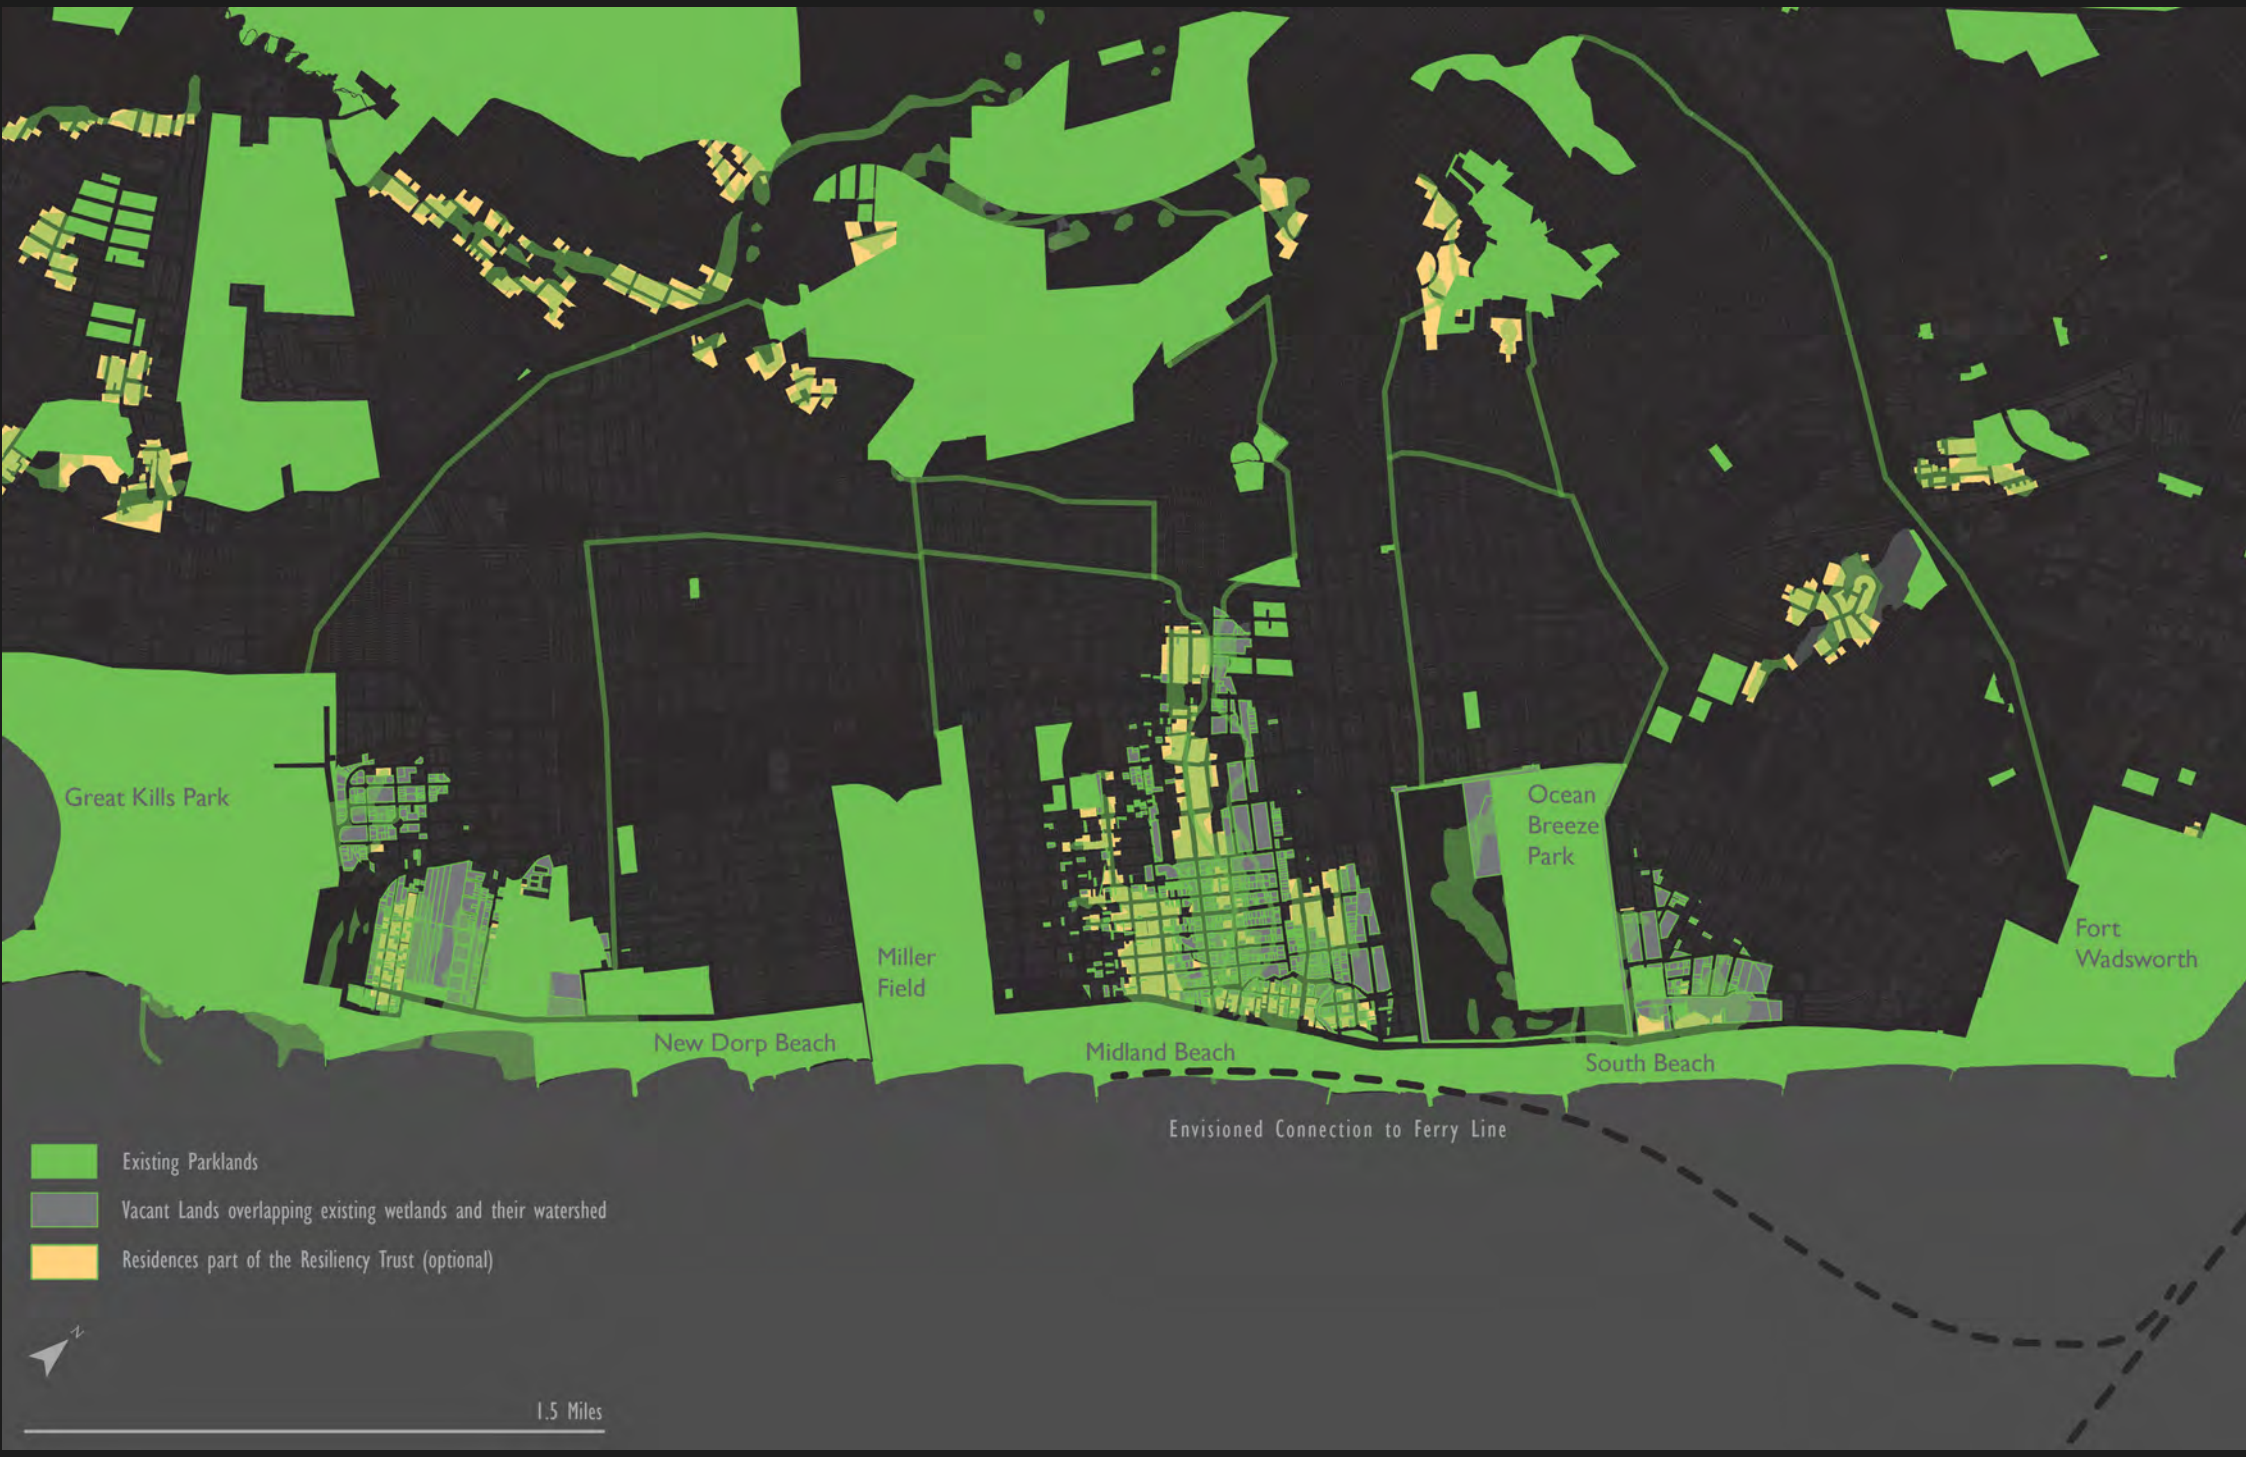 Great Kills Park
Ocean
Breeze
Park
Miller
Field
Fort
Wadsworth
New Dorp Beach
Midland Beach
South Beach
Envisioned Connection to Ferry Line
Existing Parklands
Vacant Lands overlapping existing wetlands and their watershed
Residences part of the Resiliency Trust (optional)
N
1.5 Miles